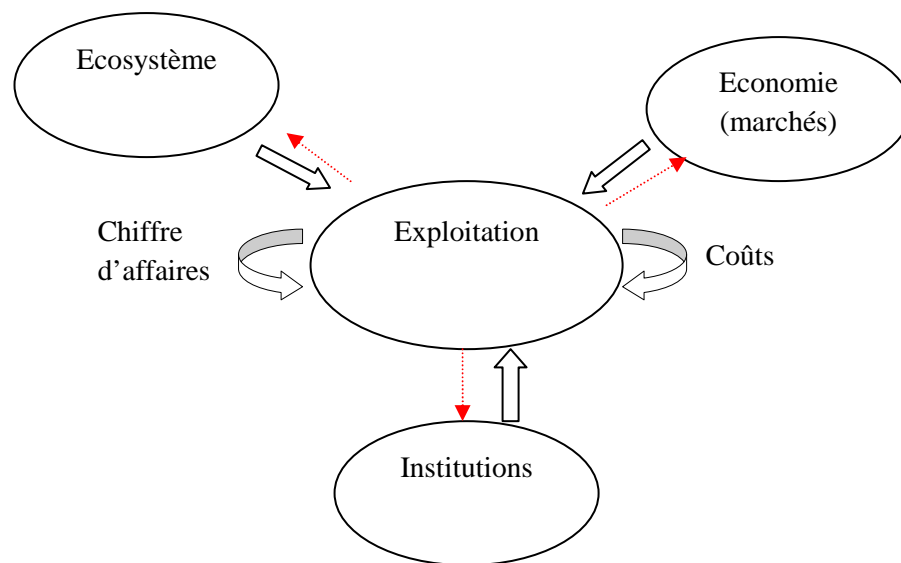 Ecosystème
Economie
(marchés)
Chiffre
d’affaires
Exploitation
Coûts
Institutions